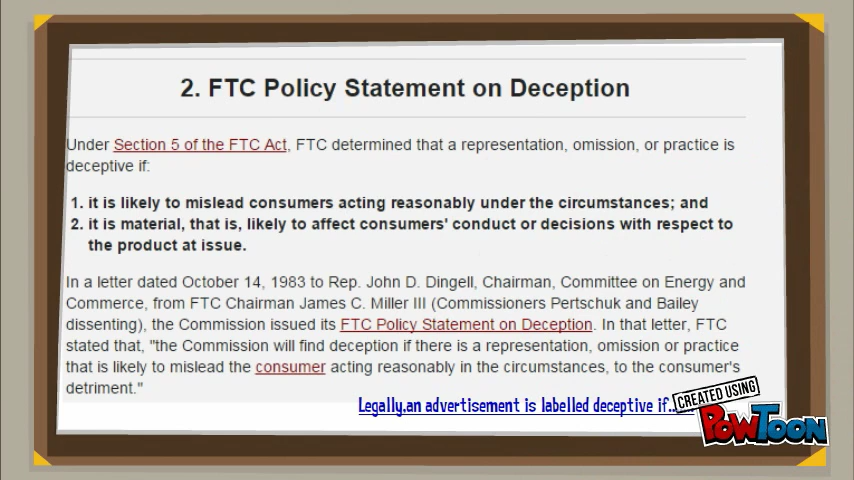 2. FTC Policy Statement on Deception
Under Section 5 of the FTC Act, FTC determined that a representation, omission, or practice is
deceptive if:
1. it is likely to mislead consumers acting reasonably under the circumstances; and
2. it is material, that is, likely to affect consumers' conduct or decisions with respect to
the product at issue.
In a letter dated October 14, 1983 to Rep. John D. Dingell, Chairman, Committee on Energy and
Commerce, from FTC Chairman James C. Miller III (Commissioners Pertschuk and Bailey
dissenting), the Commission issued its FTC Policy Statement on Deception. In that letter, FTC
stated that, "the Commission will find deception if there is a representation, omission or practice
that is likely to mislead the consumer acting reasonably in the circumstances, to the consumer's
detriment."
Legally,an advertisement is labelled deceptive if..
CREATED USING
POWTOON